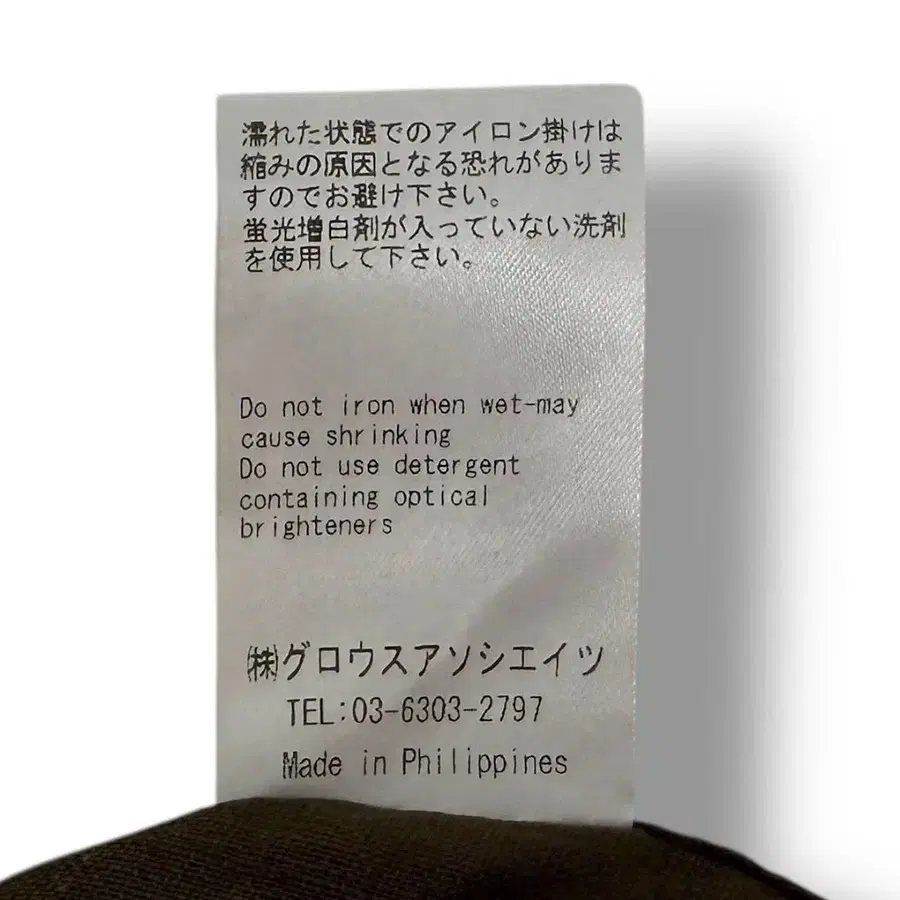 濡れた状態でのアイロン掛けは
縮みの原因となる恐れがありま
すのでお避け下さい。
蛍光増白剤が入っていない洗剤
を使用して下さい。
Do not iron when wet-may
cause shrinking
Do not use detergent
containing optical
brighteners
㈱グロウスアソシエイツ
TEL:03-6303-2797
Made in Philippines